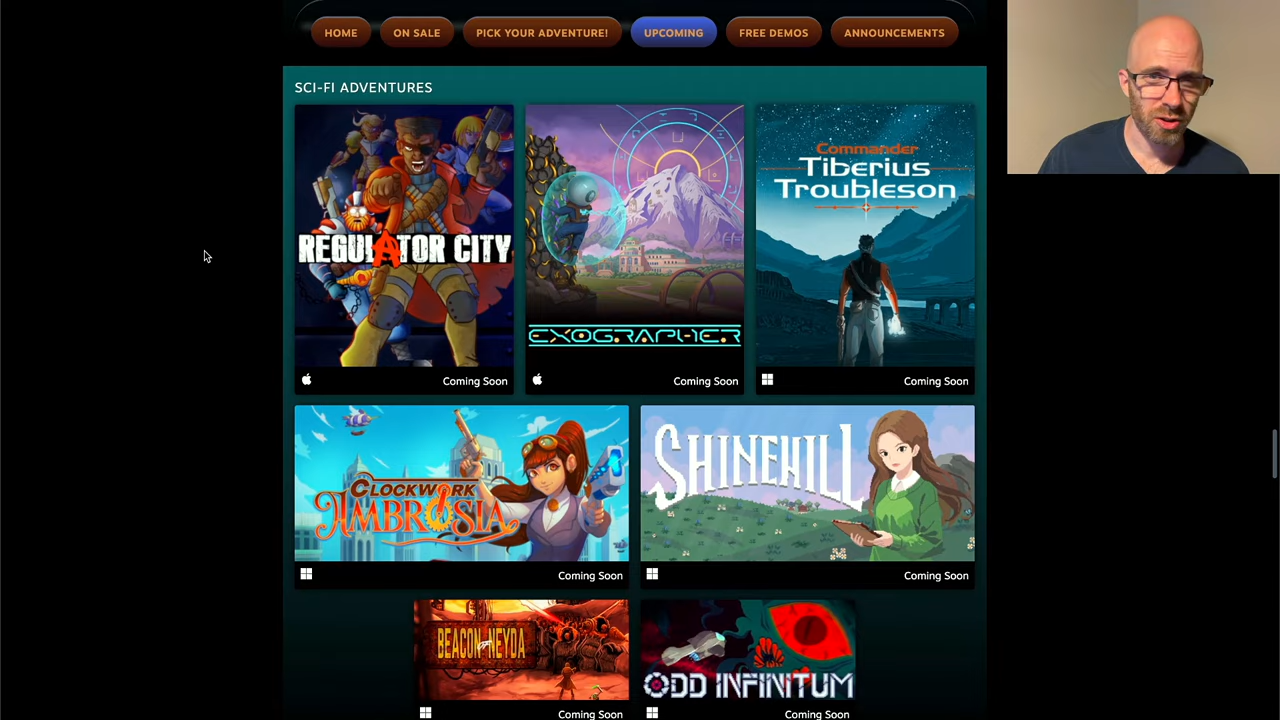 HOME
ON SALE
PICK YOUR ADVENTURE!
UPCOMING
FREE DEMOS
ANNOUNCEMENTS
SCI-FI ADVENTURES
REGULATOR CITY
EXOGRAPHER
Commander
Tiberius
Troubleson
Coming Soon
Coming Soon
Coming Soon
CLOCKWORK
AMBROSIA
SHINEHILL
Coming Soon
Coming Soon
BEACON OF NEYDA
ODD INFINITUM
Coming Soon
Coming Soon